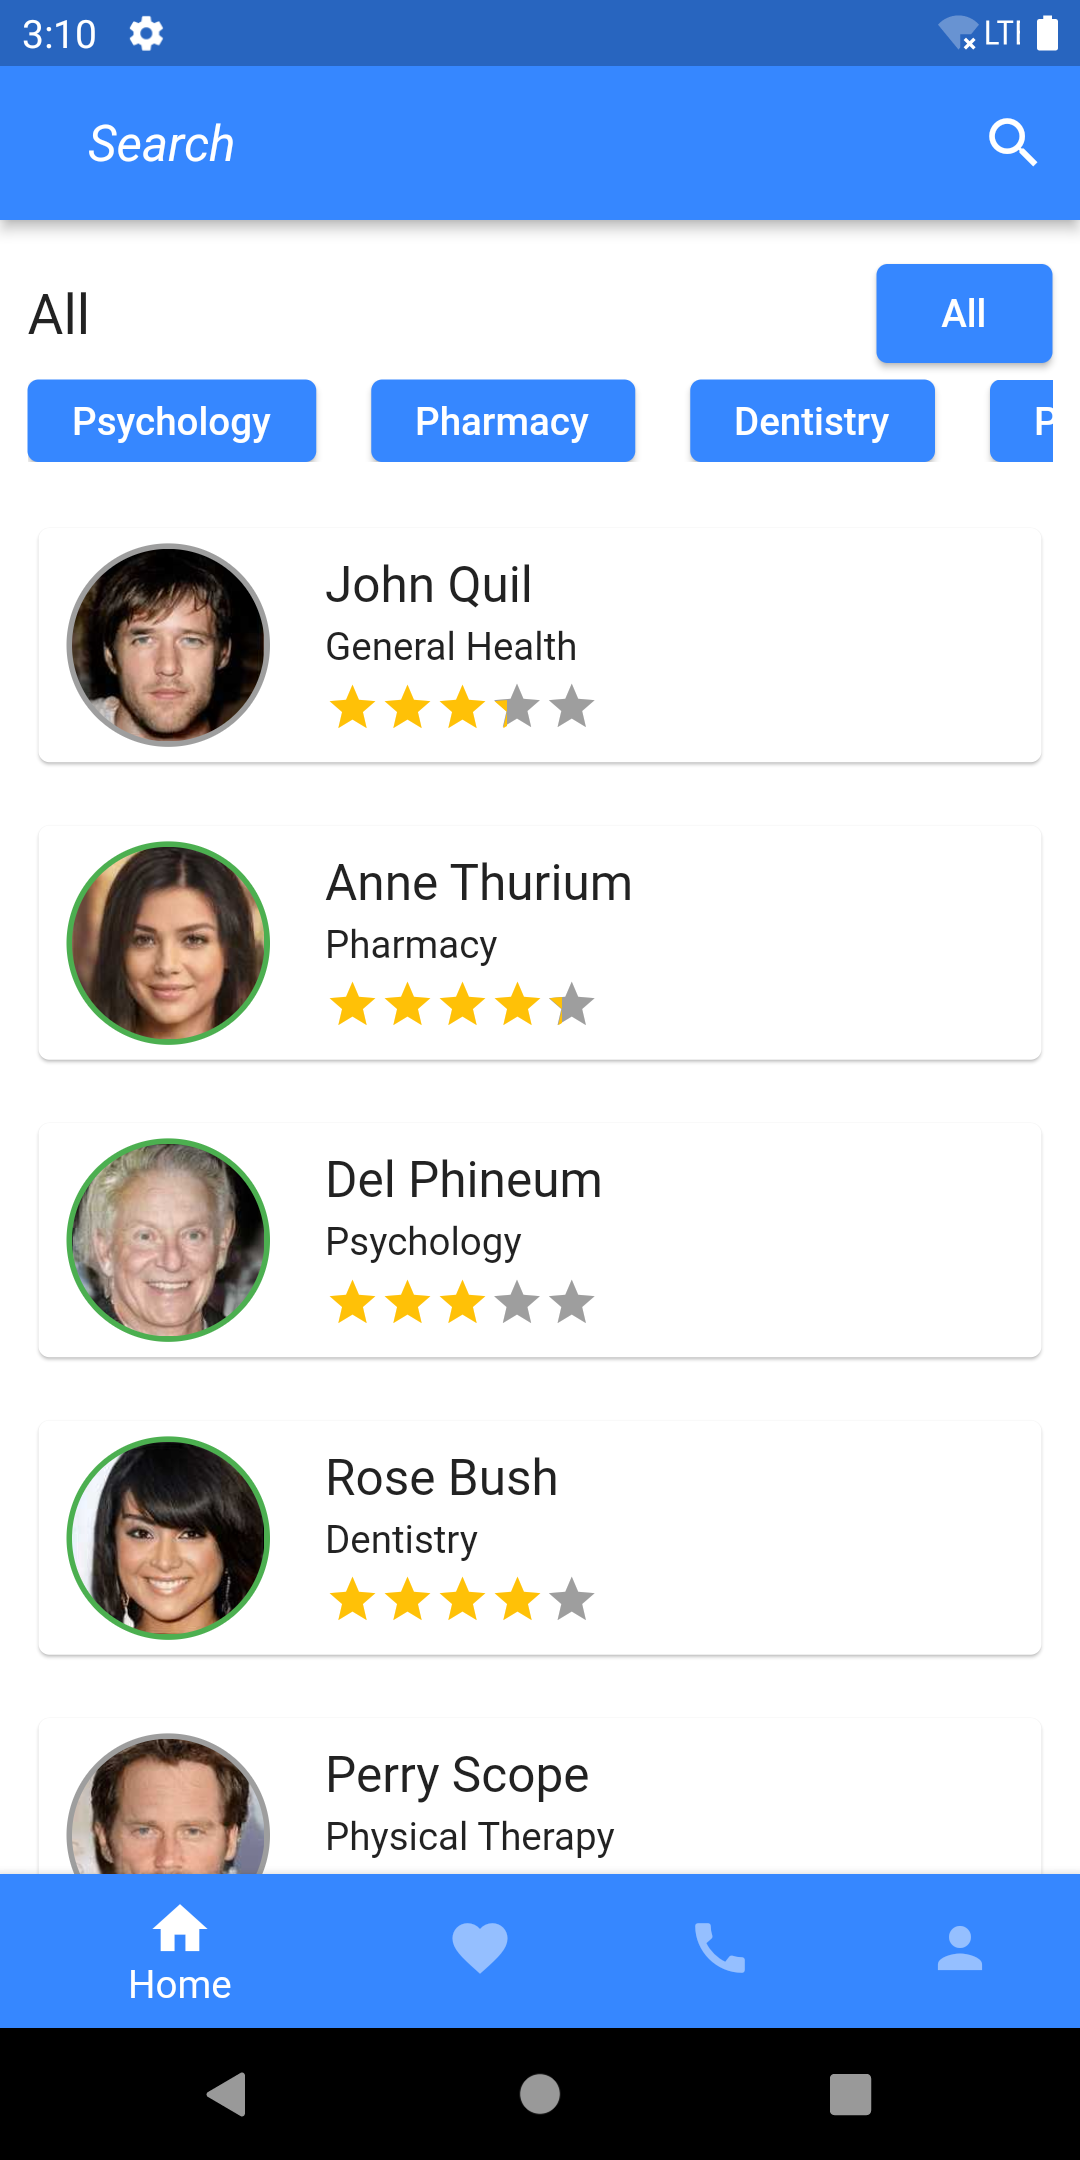 3:10 LTI
Search
All All
Psychology Pharmacy Dentistry P
John Quil
General Health
Anne Thurium
Pharmacy
Del Phineum
Psychology
Rose Bush
Dentistry
Perry Scope
Physical Therapy
Home